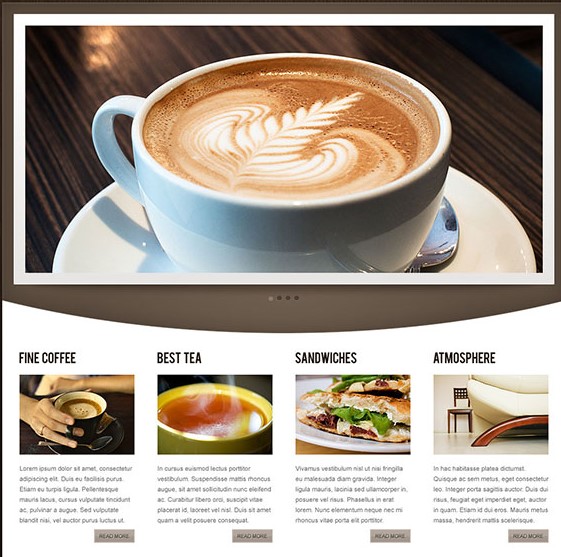 FINE COFFEE
BEST TEA
SANDWICHES
ATMOSPHERE
Lorem ipsum dolor sit amet, consectetur
adipiscing elit. Duis eu facilisis purus.
Etiam eu turpis ligula. Pellentesque
mauris lacus, cursus vulputate tincidunt
ac, pulvinar a augue. Sed vulputate
blandit nisi, vel auctor purus luctus ut.
READ MORE...
In cursus euismod lectus porttitor
vestibulum. Suspendisse mattis rhoncus
augue, sit amet sollicitudin nunc eleifend
ac. Curabitur libero orci, suscipit vitae
placerat id, laoreet vel nisl. Duis sit amet
quam a velit posuere consequat.
READ MORE...
Vivamus vestibulum nisl ut nisi fringilla
eu malesuada diam gravida. Integer
ligula mauris, lacinia sed ullamcorper in,
posuere vel risus. Phasellus in erat
lorem. Nunc elementum neque nec mi
rhoncus vitae porta elit porttitor.
READ MORE...
In hac habitasse platea dictumst.
Quisque ac sem metus, eget consectetur
leo. Integer porta sagittis auctor. Duis dui
risus, feugiat eget imperdiet eget, auctor
in quam. Etiam id dui eros. Mauris metus
massa, hendrerit mattis scelerisque.
READ MORE...